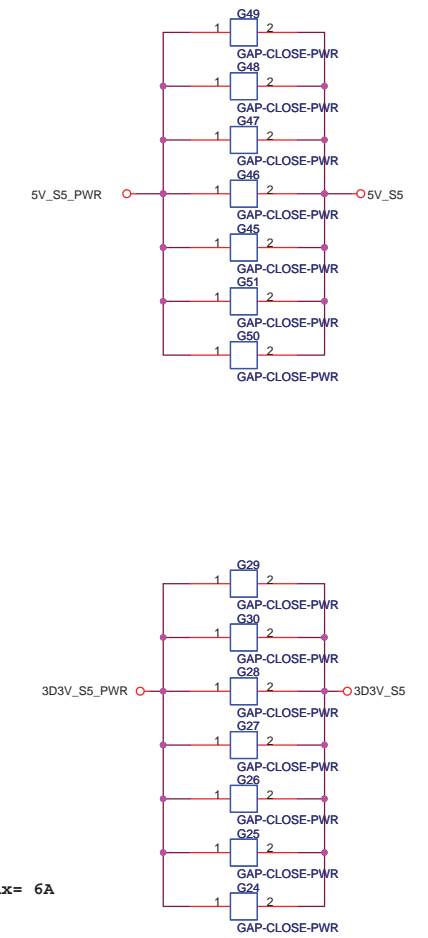 G49
1 2
GAP-CLOSE-PWR
G48
1 2
GAP-CLOSE-PWR
G47
1 2
GAP-CLOSE-PWR
G46
5V_S5_PWR 1 2 5V_S5
GAP-CLOSE-PWR
G45
1 2
GAP-CLOSE-PWR
G51
1 2
GAP-CLOSE-PWR
G50
1 2
GAP-CLOSE-PWR
G29
1 2
GAP-CLOSE-PWR
G30
1 2
GAP-CLOSE-PWR
G28
3D3V_S5_PWR 1 2 3D3V_S5
GAP-CLOSE-PWR
G27
1 2
GAP-CLOSE-PWR
G26
1 2
GAP-CLOSE-PWR
G25
1 2
GAP-CLOSE-PWR
G24
x= 6A
1 2
GAP-CLOSE-PWR